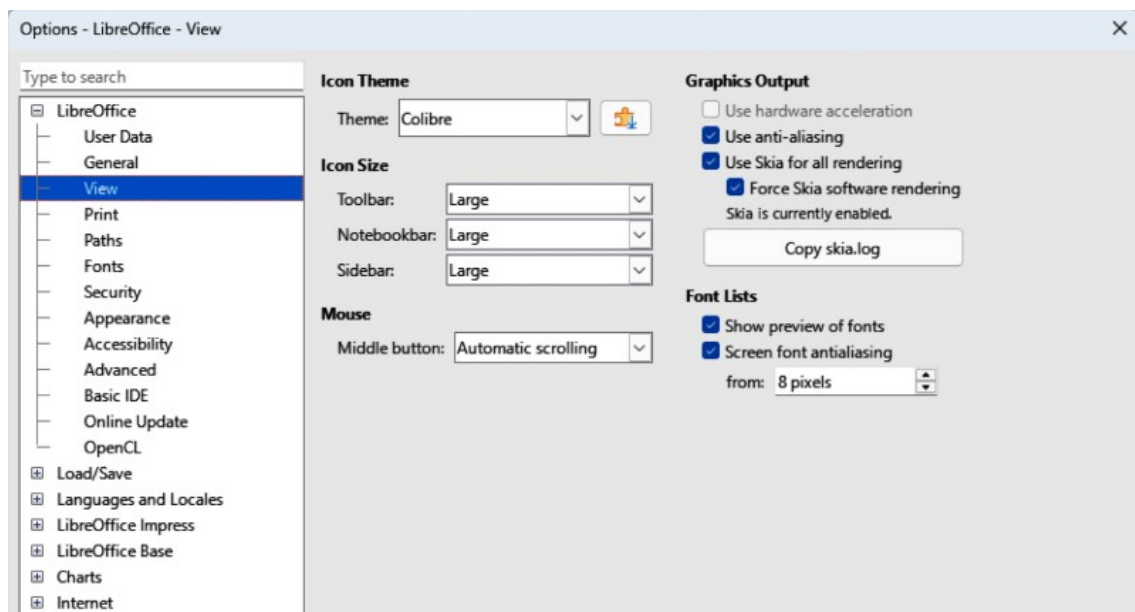 Options - LibreOffice - View
Type to search
LibreOffice
User Data
General
View
Print
Paths
Fonts
Security
Appearance
Accessibility
Advanced
Basic IDE
Online Update
OpenCL
Load/Save
Languages and Locales
LibreOffice Impress
LibreOffice Base
Charts
Internet
Icon Theme
Theme: Colibre
Icon Size
Toolbar: Large
Notebookbar: Large
Sidebar: Large
Mouse
Middle button: Automatic scrolling
Graphics Output
Use hardware acceleration
Use anti-aliasing
Use Skia for all rendering
Force Skia software rendering
Skia is currently enabled.
Copy skia.log
Font Lists
Show preview of fonts
Screen font antialiasing
from: 8 pixels